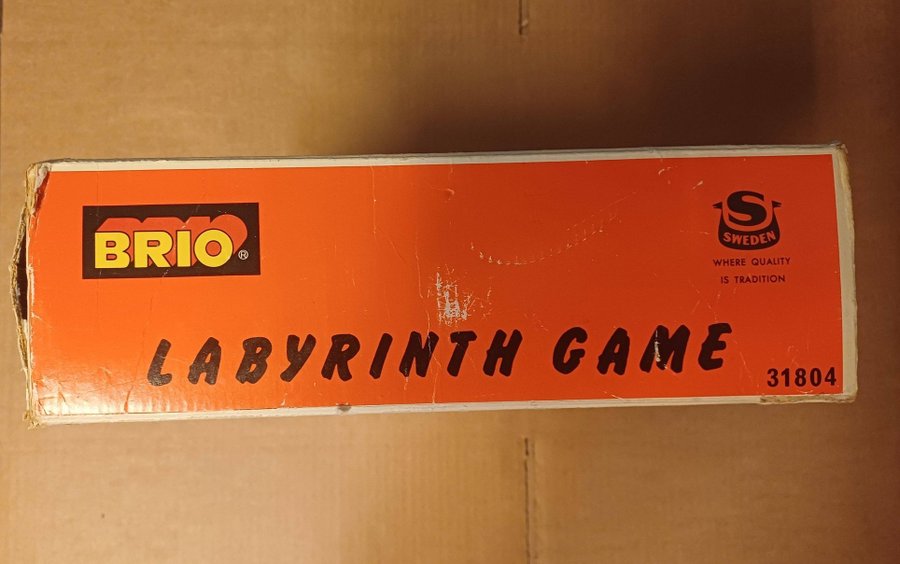 BRIO®
S
SWEDEN
WHERE QUALITY
IS TRADITION
LABYRINTH GAME
31804